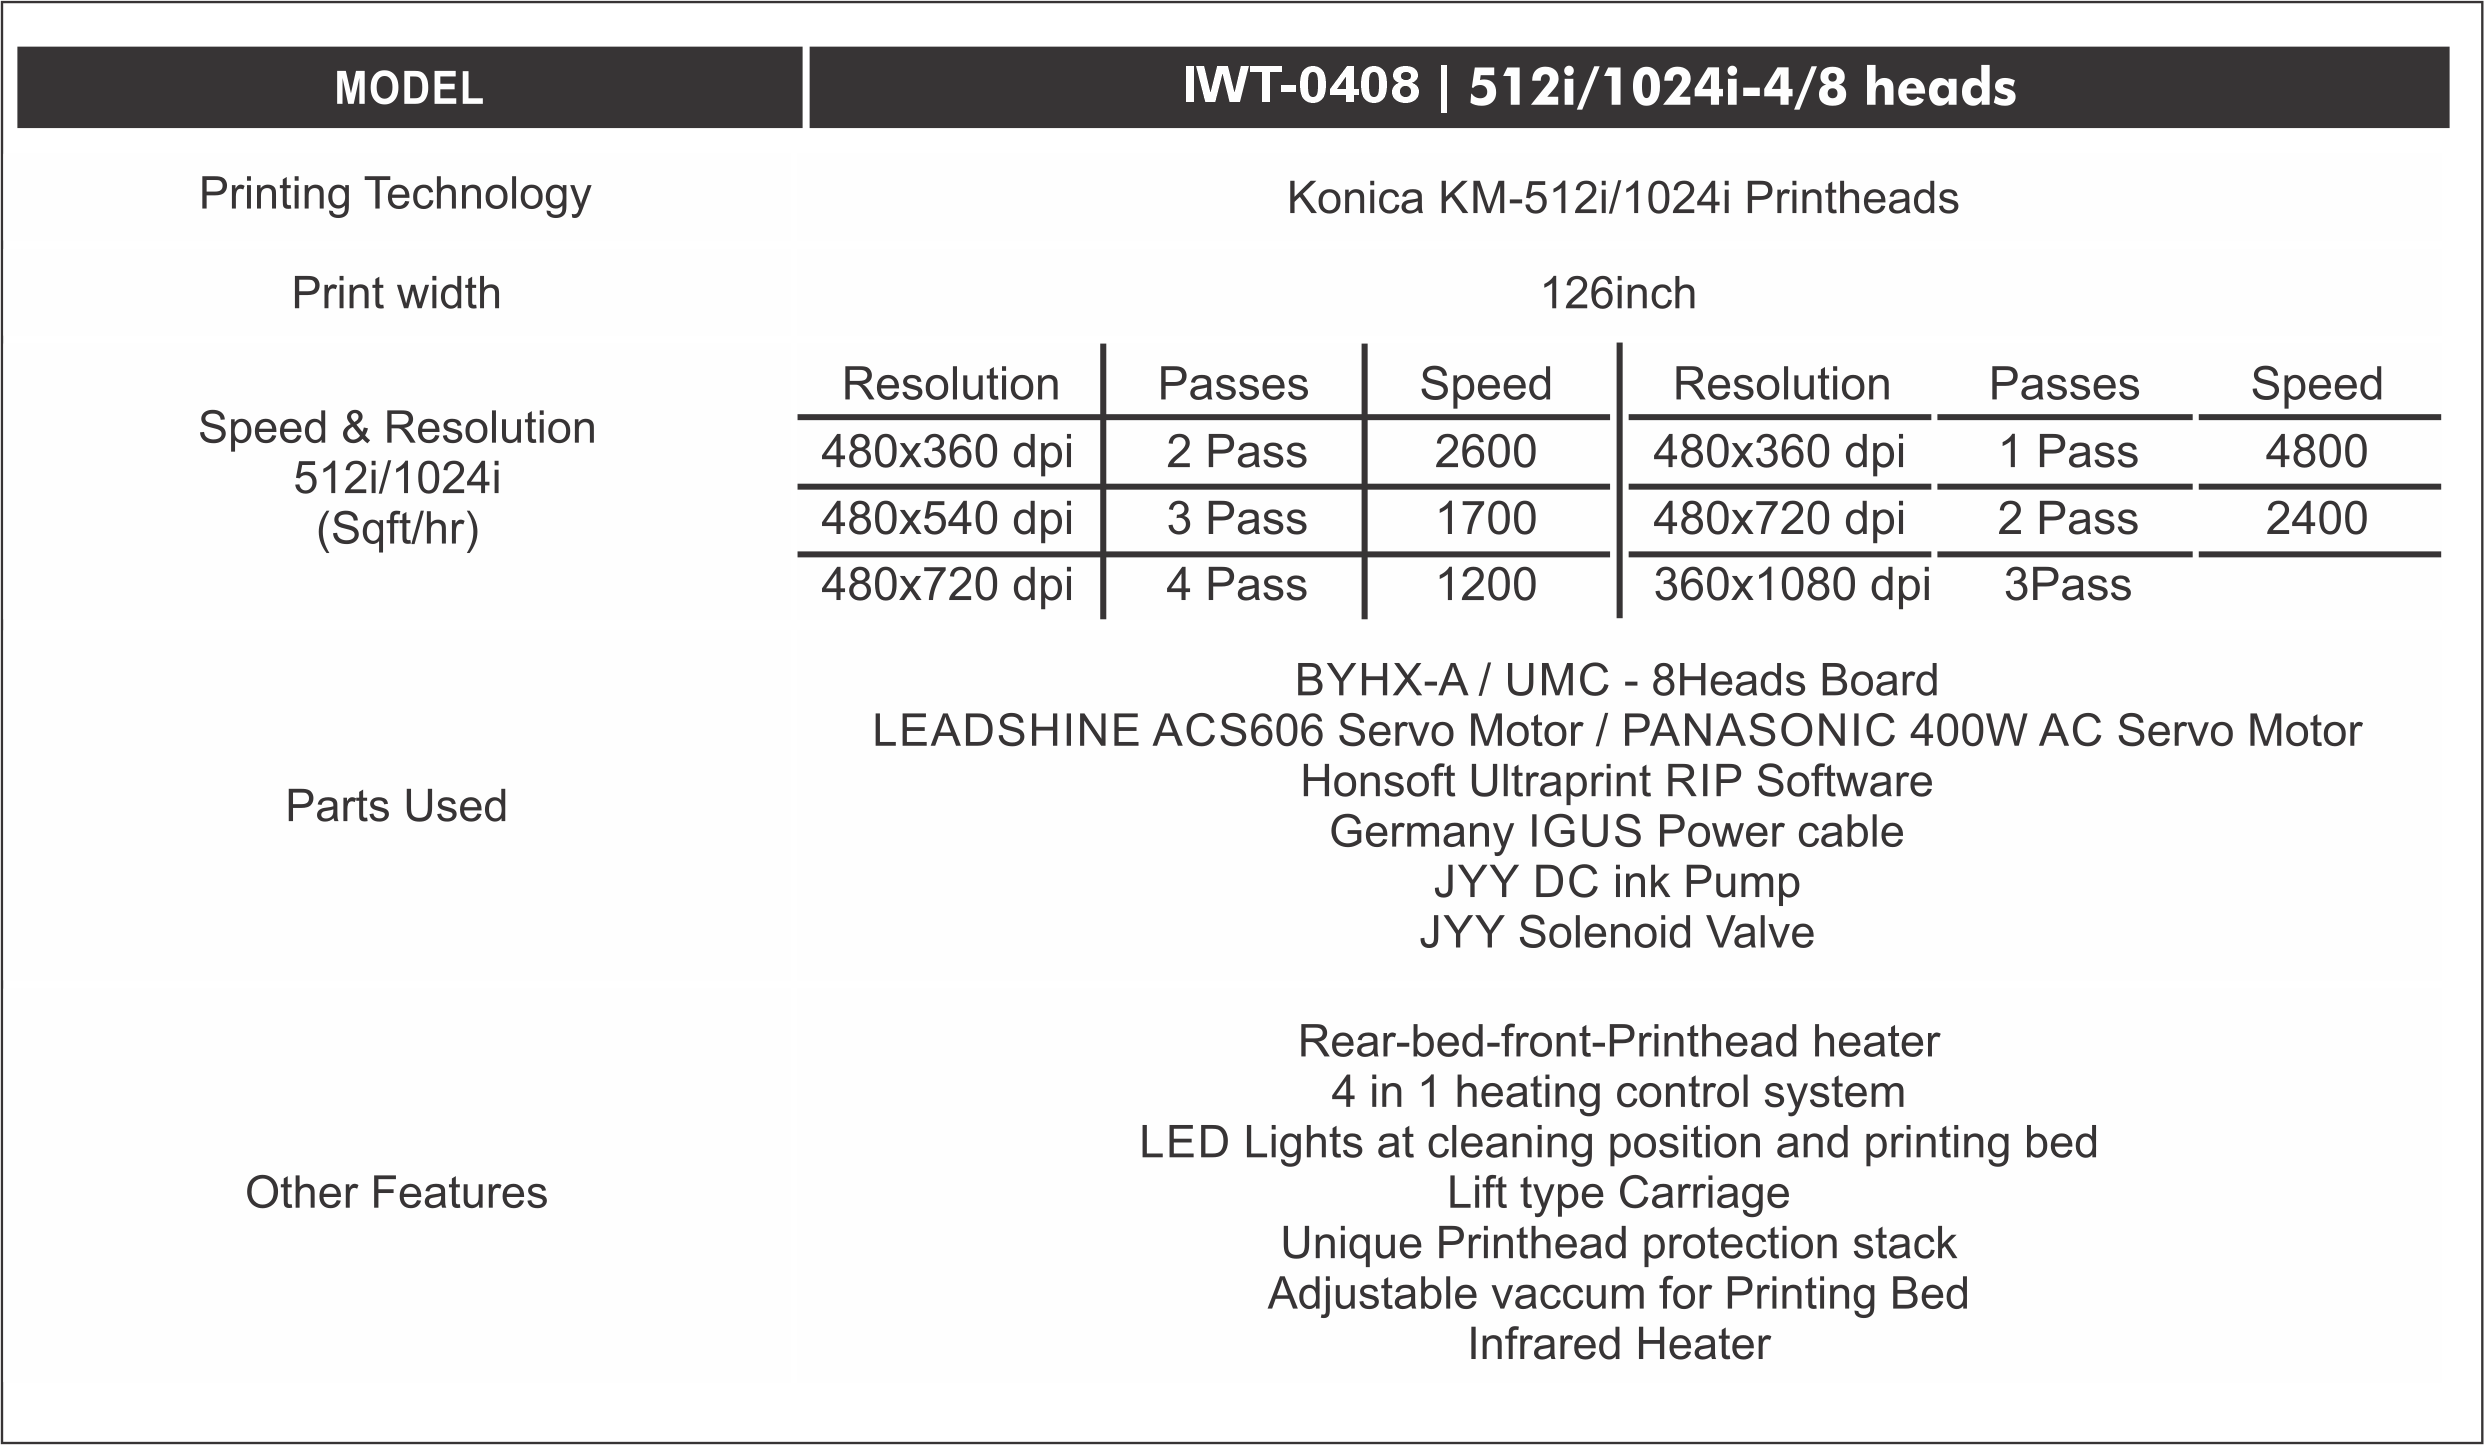 MODEL IWT-0408 | 512i/1024i-4/8 heads
Printing Technology Konica KM-512i/1024i Printheads
Print width 126inch
Speed & Resolution
512i/1024i
(Sqft/hr)
Resolution Passes Speed Resolution Passes Speed
480x360 dpi 2 Pass 2600 480x360 dpi 1 Pass 4800
480x540 dpi 3 Pass 1700 480x720 dpi 2 Pass 2400
480x720 dpi 4 Pass 1200 360x1080 dpi 3Pass
Parts Used
BYHX-A / UMC - 8Heads Board
LEADSHINE ACS606 Servo Motor / PANASONIC 400W AC Servo Motor
Honsoft Ultraprint RIP Software
Germany IGUS Power cable
JYY DC ink Pump
JYY Solenoid Valve
Other Features
Rear-bed-front-Printhead heater
4 in 1 heating control system
LED Lights at cleaning position and printing bed
Lift type Carriage
Unique Printhead protection stack
Adjustable vaccum for Printing Bed
Infrared Heater